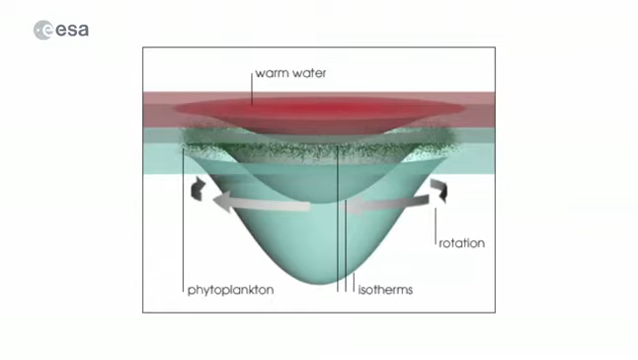 esa
warm water
rotation
phytoplankton
isotherms